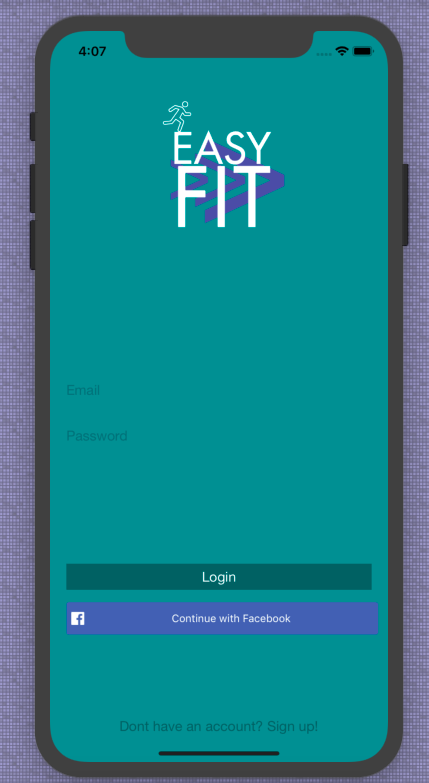 4:07
EASY
FIT
Email
Password
Login
f
Continue with Facebook
Dont have an account? Sign up!